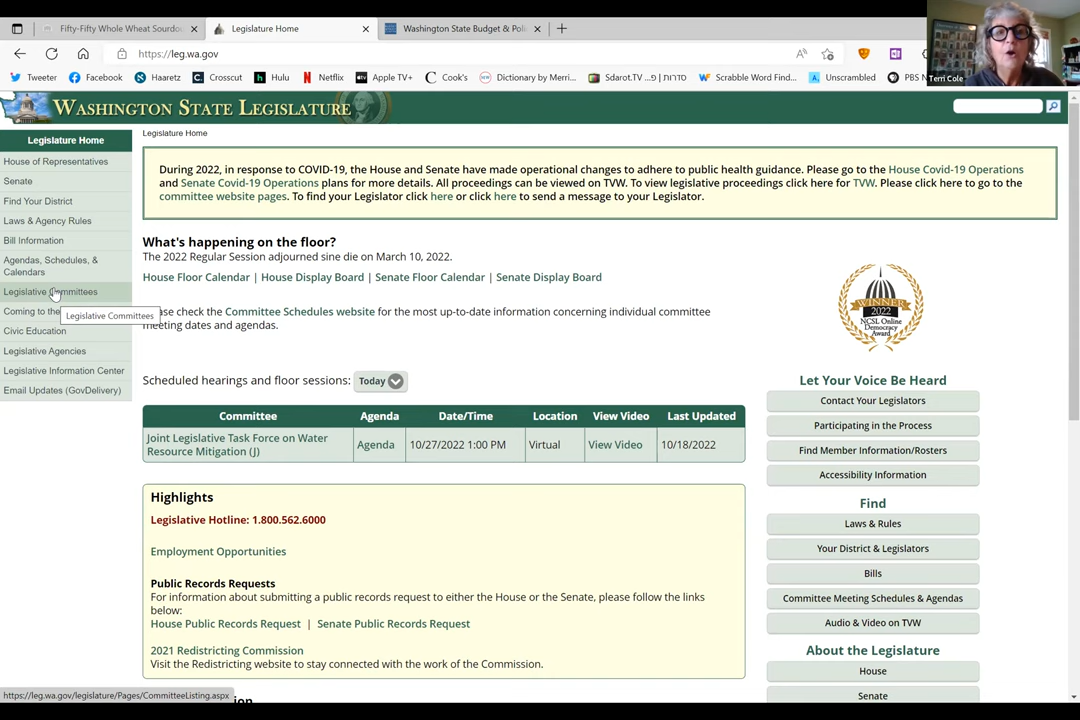 Fifty-Fifty Whole Wheat Sourdou
Legislature Home
Washington State Budget & Poli
https://leg.wa.gov
Tweeter
Facebook
Haaretz
Crosscut
Hulu
Netflix
Apple TV+
Cook's
Dictionary by Merri...
Sdarot.TV סדרות | פ...
Scrabble Word Find...
Unscrambled
PBS
Terri Cole
WASHINGTON STATE LEGISLATURE
Legislature Home
House of Representatives
Senate
Find Your District
Laws & Agency Rules
Bill Information
Agendas, Schedules, &
Calendars
Legislative Committees
Coming to the
Legislative Committees
Civic Education
Legislative Agencies
Legislative Information Center
Email Updates (GovDelivery)
Legislature Home
During 2022, in response to COVID-19, the House and Senate have made operational changes to adhere to public health guidance. Please go to the House Covid-19 Operations
and Senate Covid-19 Operations plans for more details. All proceedings can be viewed on TVW. To view legislative proceedings click here for TVW. Please click here to go to the
committee website pages. To find your Legislator click here or click here to send a message to your Legislator.
What's happening on the floor?
The 2022 Regular Session adjourned sine die on March 10, 2022.
House Floor Calendar | House Display Board | Senate Floor Calendar | Senate Display Board
ase check the Committee Schedules website for the most up-to-date information concerning individual committee
meeting dates and agendas.
Scheduled hearings and floor sessions: Today
Committee Agenda Date/Time Location View Video Last Updated
Joint Legislative Task Force on Water
Resource Mitigation (J)
Agenda 10/27/2022 1:00 PM Virtual View Video 10/18/2022
Highlights
Legislative Hotline: 1.800.562.6000
Employment Opportunities
Public Records Requests
For information about submitting a public records request to either the House or the Senate, please follow the links
below:
House Public Records Request | Senate Public Records Request
2021 Redistricting Commission
Visit the Redistricting website to stay connected with the work of the Commission.
WINNER
2022
NCSL Online
Democracy
Award
Let Your Voice Be Heard
Contact Your Legislators
Participating in the Process
Find Member Information/Rosters
Accessibility Information
Find
Laws & Rules
Your District & Legislators
Bills
Committee Meeting Schedules & Agendas
Audio & Video on TVW
About the Legislature
House
Senate
https://leg.wa.gov/legislature/Pages/CommitteeListing.aspx